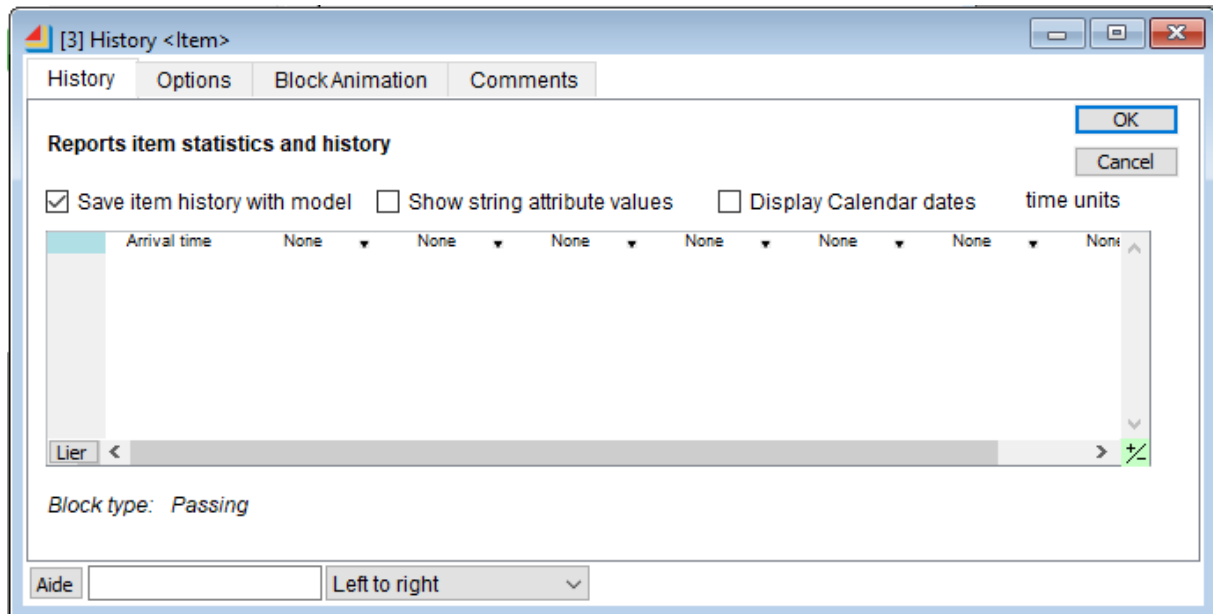 [3] History <Item>
History Options Block Animation Comments
OK
Reports item statistics and history
Cancel
Save item history with model Show string attribute values Display Calendar dates time units
Arrival time None None None None None None None
Lier
+/-
Block type: Passing
Aide Left to right